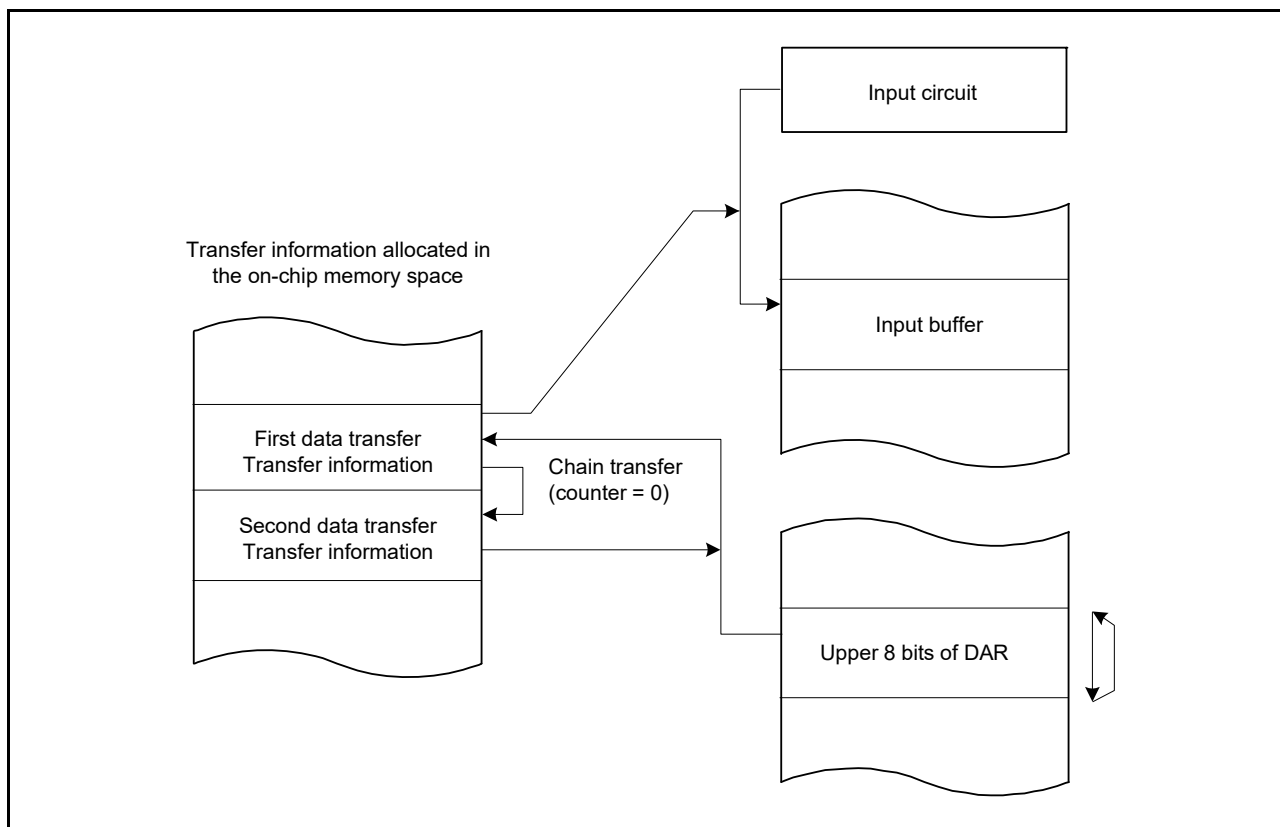 Input circuit
Transfer information allocated in
the on-chip memory space
Input buffer
First data transfer
Transfer information
Chain transfer
(counter = 0)
Second data transfer
Transfer information
Upper 8 bits of DAR